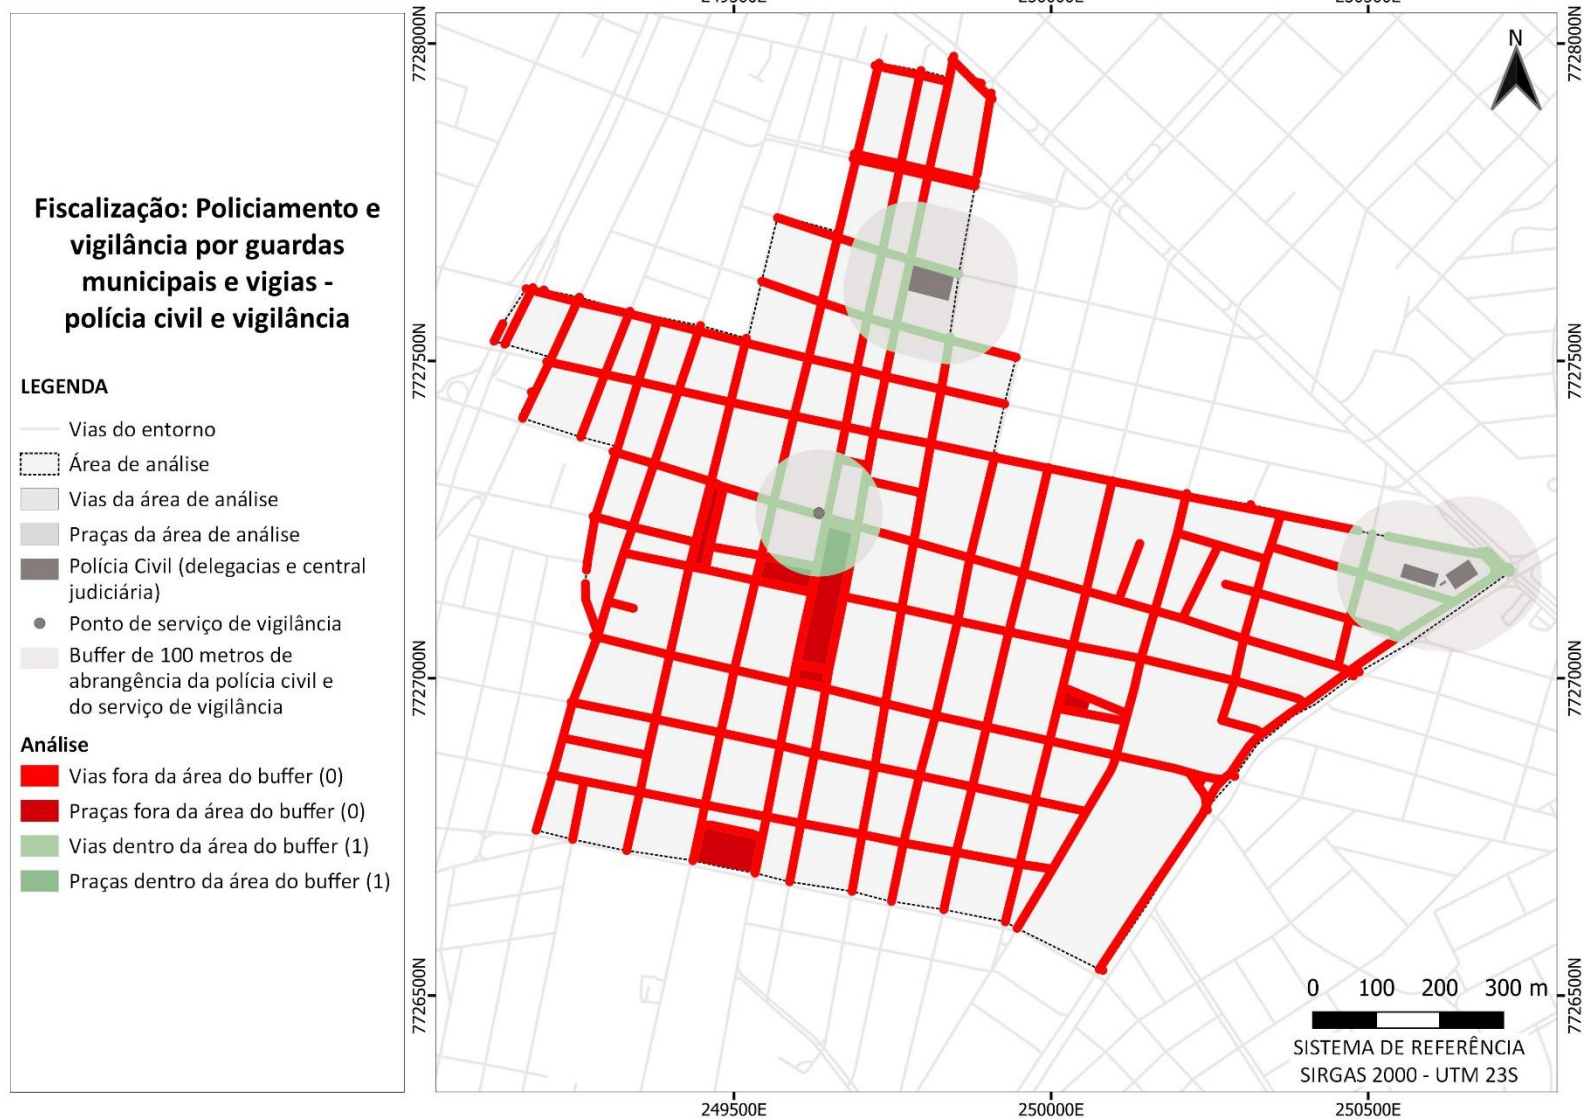 249500E
250000E
250500E
Fiscalização: Policiamento e
vigilância por guardas
municipais e vigias -
polícia civil e vigilância
LEGENDA
Vias do entorno
Área de análise
Vias da área de análise
Praças da área de análise
Polícia Civil (delegacias e central
judiciária)
Ponto de serviço de vigilância
Buffer de 100 metros de
abrangência da polícia civil e
do serviço de vigilância
Análise
Vias fora da área do buffer (0)
Praças fora da área do buffer (0)
Vias dentro da área do buffer (1)
Praças dentro da área do buffer (1)
7728000N
7727500N
7727000N
7726500N
N
7728000N
7727500N
7727000N
7726500N
0 100 200 300 m
SISTEMA DE REFERÊNCIA
SIRGAS 2000 - UTM 23S
249500E
250000E
250500E